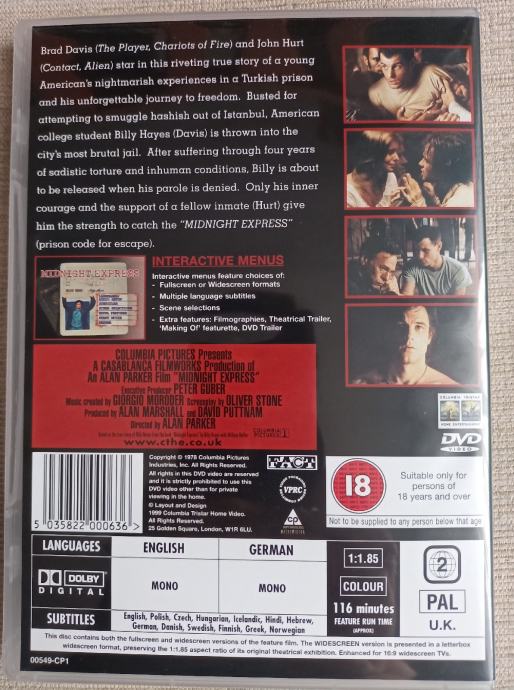 Brad Davis (The Player, Chariots of Fire) and John Hurt
(Contact, Alien) star in this riveting true story of a young
American's nightmarish experiences in a Turkish prison
and his unforgettable journey to freedom. Busted for
attempting to smuggle hashish out of Istanbul, American
college student Billy Hayes (Davis) is thrown into the
city's most brutal jail. After suffering through four years
of sadistic torture and inhuman conditions, Billy is about
to be released when his parole is denied. Only his inner
courage and the support of a fellow inmate (Hurt) give
him the strength to catch the "MIDNIGHT EXPRESS"
(prison code for escape).
MIDNIGHT EXPRESS
INTERACTIVE MENUS
Interactive menus feature choices of:
- Fullscreen or Widescreen formats
- Multiple language subtitles
- Scene selections
- Extra features: Filmographies, Theatrical Trailer,
'Making Of' featurette, DVD Trailer
COLUMBIA PICTURES Presents
A CASABLANCA FILMWORKS Production of
An ALAN PARKER Film "MIDNIGHT EXPRESS"
Executive Producer PETER GUBER
Music created by GIORGIO MORODER Screenplay by OLIVER STONE
Produced by ALAN MARSHALL and DAVID PUTTNAM
Directed by ALAN PARKER
COLUMBIA
PICTURES
www.cthe.co.uk
COLUMBIA TRISTAR
HOME ENTERTAINMENT
DVD
VIDEO
5 035822 000636 >
Copyright © 1978 Columbia Pictures
Industries, Inc. All Rights Reserved.
All rights in this DVD video are reserved
and it is strictly prohibited to use this
DVD video other than for private
viewing in the home.
© Layout and Design
1999 Columbia Tristar Home Video.
All Rights Reserved.
25 Golden Square, London, W1R 6LU.
FACT
VPRC
18
Suitable only for
persons of
18 years and over
Not to be supplied to any person below that age
LANGUAGES
ENGLISH
GERMAN
DOLBY
DIGITAL
MONO
MONO
SUBTITLES
English, Polish, Czech, Hungarian, Icelandic, Hindi, Hebrew,
German, Danish, Swedish, Finnish, Greek, Norwegian
1:1.85
COLOUR
116 minutes
FEATURE RUN TIME
(APPROX)
2
PAL
U.K.
This disc contains both the fullscreen and widescreen versions of the feature film. The WIDESCREEN version is presented in a letterbox
widescreen format, preserving the 1:1.85 aspect ratio of its original theatrical exhibition. Enhanced for 16:9 widescreen TVs.
00549-CP1